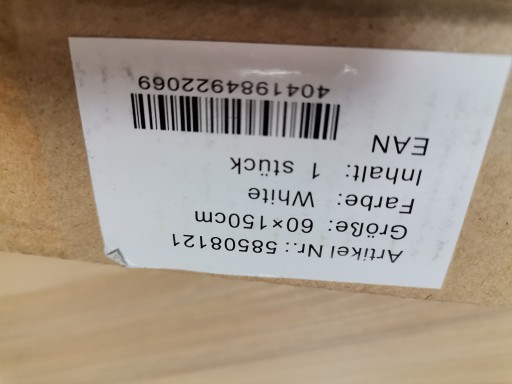 Artikel Nr.: 58508121
Größe: 60×150cm
Farbe: White
Inhalt: 1 stück
EAN
4041984922069